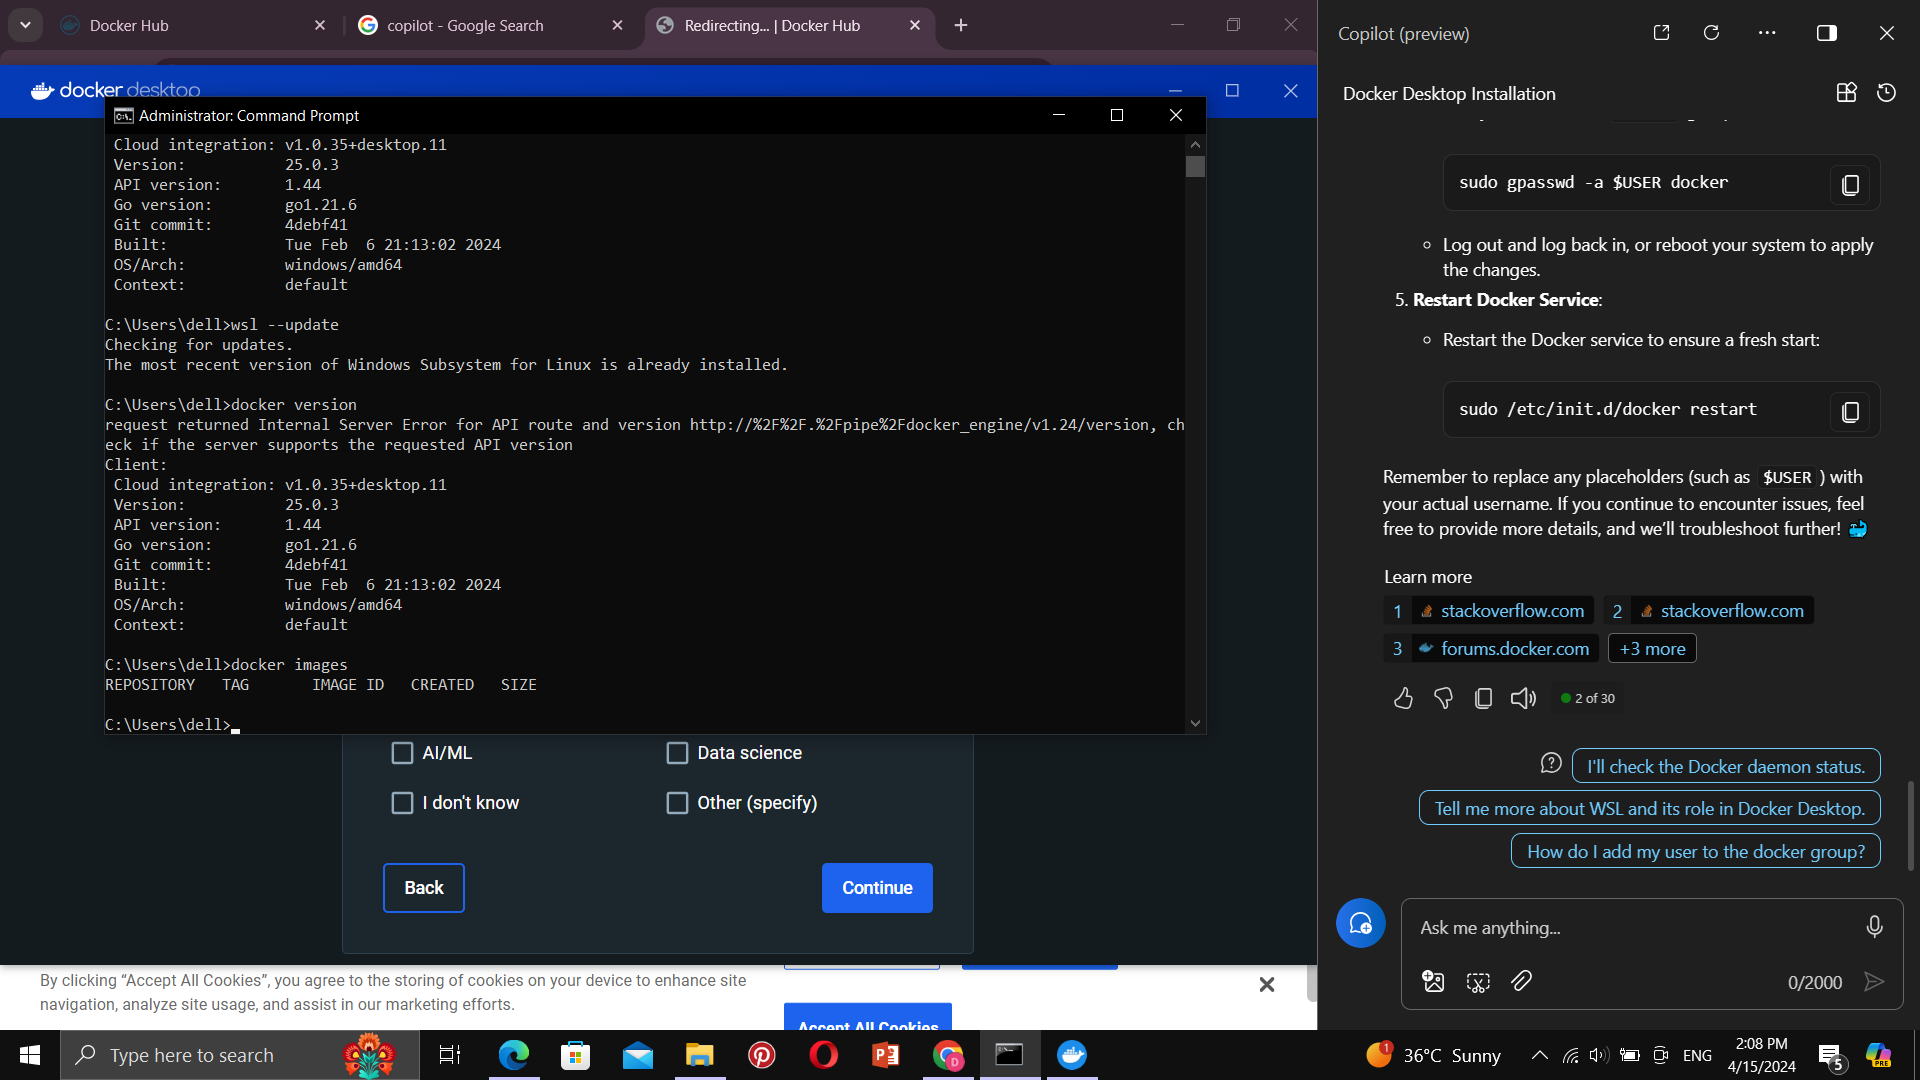 Docker Hub
copilot - Google Search
Redirecting... | Docker Hub
docker desktop
Administrator: Command Prompt
Cloud integration: v1.0.35+desktop.11
Version: 25.0.3
API version: 1.44
Go version: go1.21.6
Git commit: 4debf41
Built: Tue Feb  6 21:13:02 2024
OS/Arch: windows/amd64
Context: default
C:\Users\dell>wsl --update
Checking for updates.
The most recent version of Windows Subsystem for Linux is already installed.
C:\Users\dell>docker version
request returned Internal Server Error for API route and version http://%2F%2F.%2Fpipe%2Fdocker_engine/v1.24/version, ch
eck if the server supports the requested API version
Client:
Cloud integration: v1.0.35+desktop.11
Version: 25.0.3
API version: 1.44
Go version: go1.21.6
Git commit: 4debf41
Built: Tue Feb  6 21:13:02 2024
OS/Arch: windows/amd64
Context: default
C:\Users\dell>docker images
REPOSITORY TAG IMAGE ID CREATED SIZE
C:\Users\dell>
AI/ML
Data science
I don't know
Other (specify)
Back
Continue
By clicking “Accept All Cookies”, you agree to the storing of cookies on your device to enhance site
navigation, analyze site usage, and assist in our marketing efforts.
Accept All Cookies
Copilot (preview)
Docker Desktop Installation
sudo gpasswd -a $USER docker
Log out and log back in, or reboot your system to apply
the changes.
5. Restart Docker Service:
Restart the Docker service to ensure a fresh start:
sudo /etc/init.d/docker restart
Remember to replace any placeholders (such as $USER ) with
your actual username. If you continue to encounter issues, feel
free to provide more details, and we’ll troubleshoot further! 🐳
Learn more
1 stackoverflow.com
2 stackoverflow.com
3 forums.docker.com
+3 more
2 of 30
I'll check the Docker daemon status.
Tell me more about WSL and its role in Docker Desktop.
How do I add my user to the docker group?
Ask me anything...
0/2000
Type here to search
1
36°C Sunny
ENG
2:08 PM
4/15/2024
5
PRE